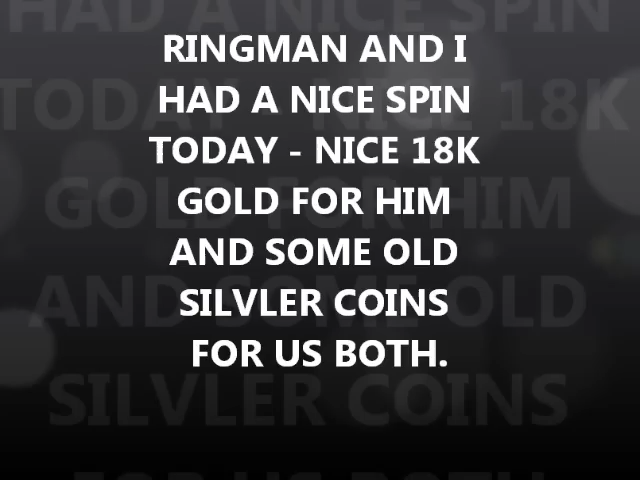 RINGMAN AND I
HAD A NICE SPIN
TODAY - NICE 18K
GOLD FOR HIM
AND SOME OLD
SILVLER COINS
FOR US BOTH.